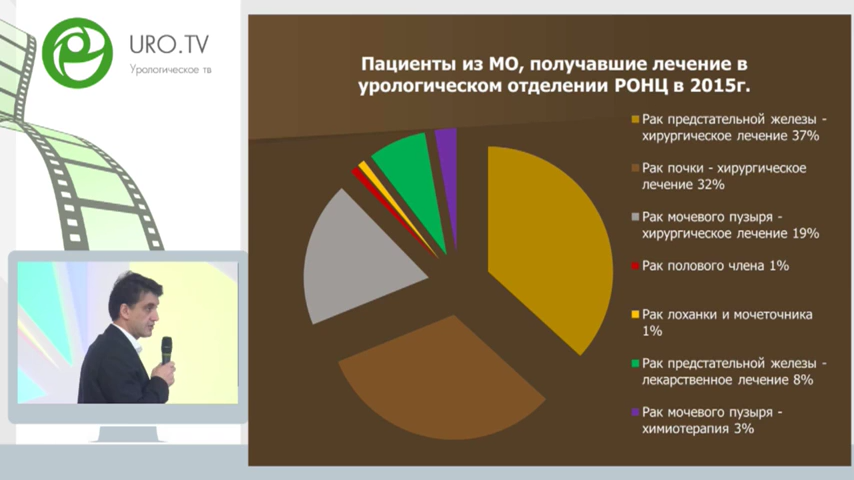 URO.TV
Урологическое тв
Пациенты из МО, получавшие лечение в
урологическом отделении РОНЦ в 2015г.
Рак предстательной железы -
хирургическое лечение 37%
Рак почки - хирургическое
лечение 32%
Рак мочевого пузыря -
хирургическое лечение 19%
Рак полового члена 1%
Рак лоханки и мочеточника
1%
Рак предстательной железы -
лекарственное лечение 8%
Рак мочевого пузыря -
химиотерапия 3%